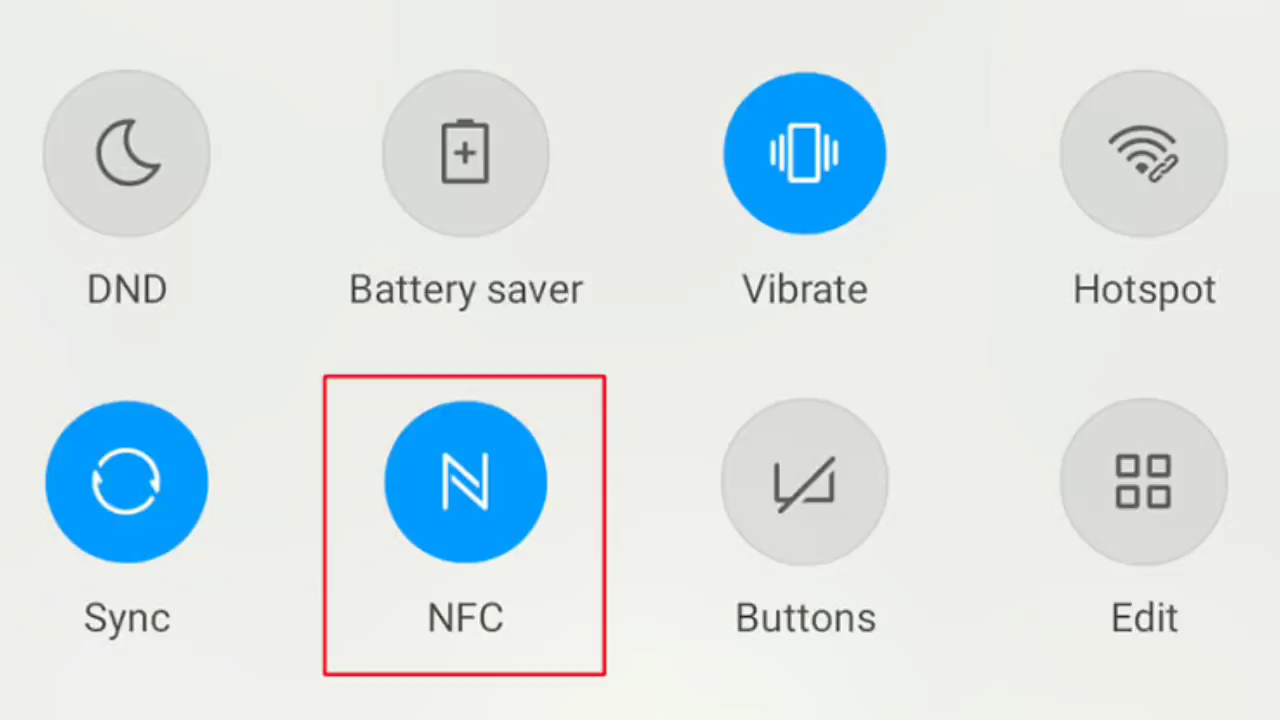 DND
Battery saver
Vibrate
Hotspot
Sync
NFC
Buttons
Edit